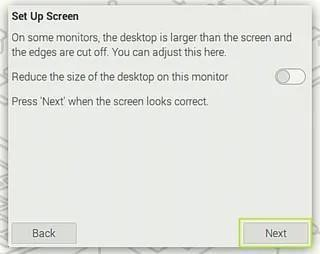 Set Up Screen
On some monitors, the desktop is larger than the screen and
the edges are cut off. You can adjust this here.
Reduce the size of the desktop on this monitor
Press 'Next' when the screen looks correct.
Back
Next